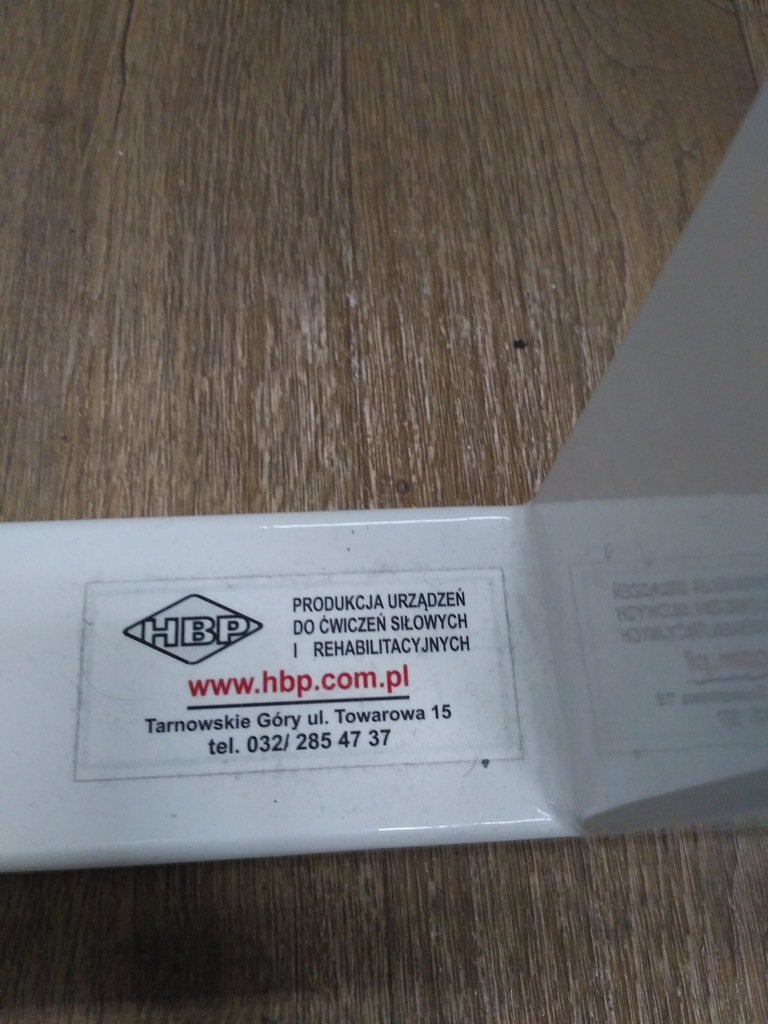 HBP
PRODUKCJA URZĄDZEŃ
DO ĆWICZEŃ SIŁOWYCH
I REHABILITACYJNYCH
www.hbp.com.pl
Tarnowskie Góry ul. Towarowa 15
tel. 032/ 285 47 37